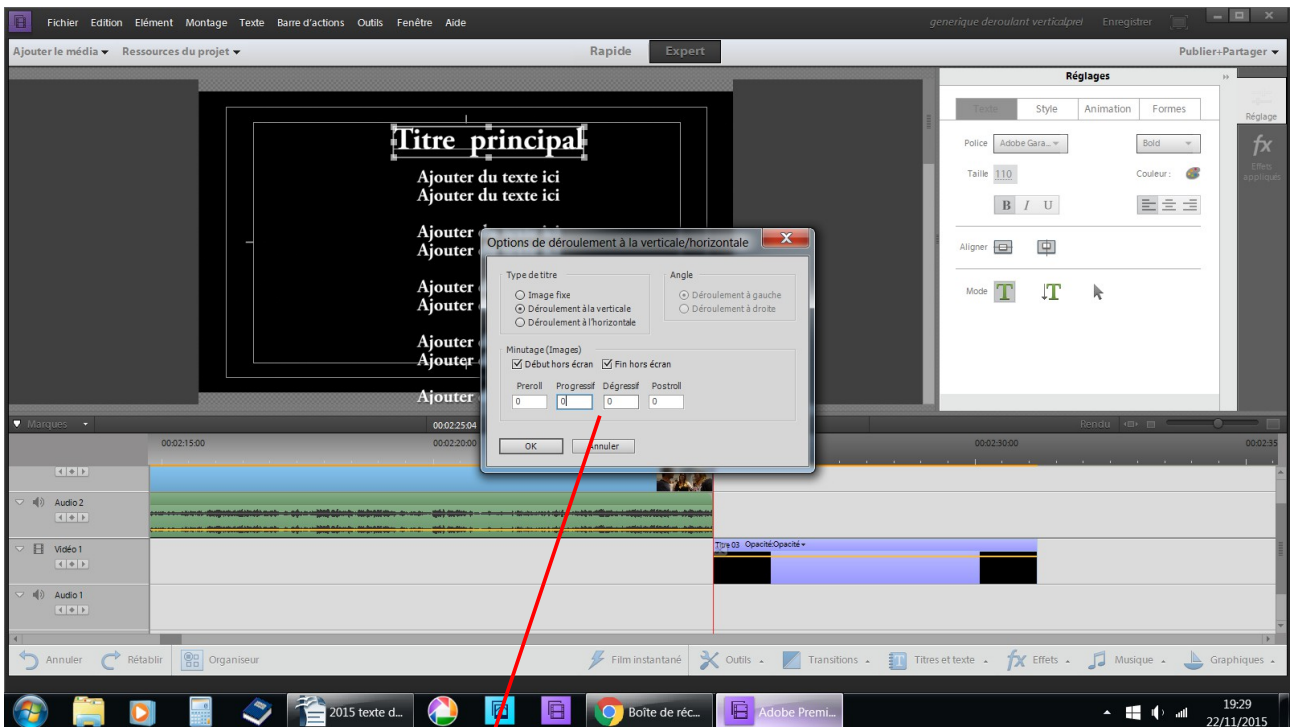 Fichier Edition Elément Montage Texte Barre d'actions Outils Fenêtre Aide
generique deroulant verticalprel Enregistrer
Ajouter le média Ressources du projet Rapide Expert Publier+Partager
Titre principal
Ajouter du texte ici
Ajouter du texte ici
Ajouter
Ajouter
Ajouter
Ajouter
Ajouter
Ajouter
Ajouter
Options de déroulement à la verticale/horizontale X
Type de titre
Image fixe
Déroulement à la verticale
Déroulement à l'horizontale
Angle
Déroulement à gauche
Déroulement à droite
Minutage (Images)
Début hors écran Fin hors écran
Preroll Progressif Dégressif Postroll
0 0 0 0
OK Annuler
Réglages
Texte Style Animation Formes
Police Adobe Gara... Bold
Taille 110 Couleur :
B I U
Aligner
Mode T T
Réglage
fx
Effets
appliqués
Marques 00:02:25:04 Rendu
00:02:15:00 00:02:20:00 00:02:30:00 00:02:35
Audio 2
Vidéo 1
Titre 03 Opacité:Opacité
Audio 1
Annuler Rétablir Organiseur Film instantané Outils Transitions Titres et texte fx Effets Musique Graphiques
2015 texte d... Boîte de réc... Adobe Premi...
19:29
22/11/2015